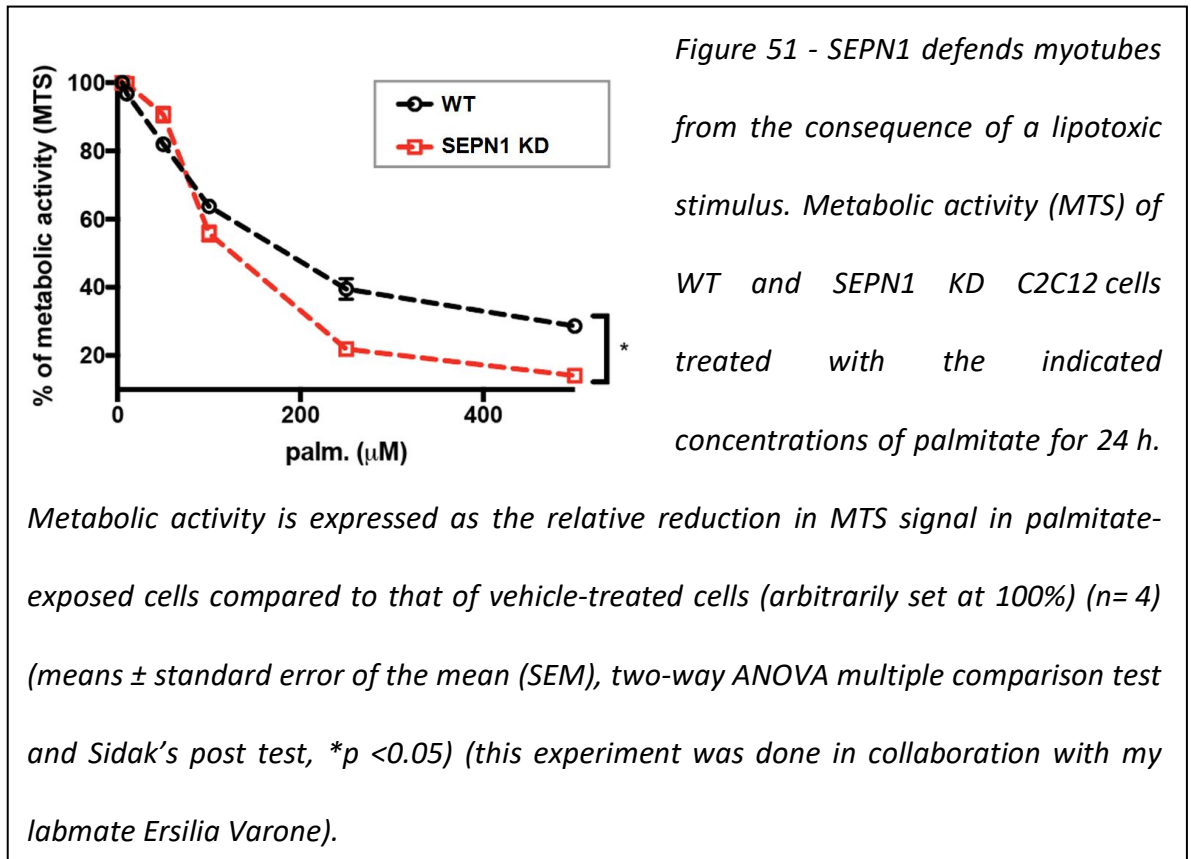 % of metabolic activity (MTS)
100
80
60
40
20
0
200
400
palm. (μM)
WT
SEPN1 KD
*
Figure 51 - SEPN1 defends myotubes
from the consequence of a lipotoxic
stimulus. Metabolic activity (MTS) of
WT and SEPN1 KD C2C12 cells
treated with the indicated
concentrations of palmitate for 24 h.
Metabolic activity is expressed as the relative reduction in MTS signal in palmitate-
exposed cells compared to that of vehicle-treated cells (arbitrarily set at 100%) (n= 4)
(means ± standard error of the mean (SEM), two-way ANOVA multiple comparison test
and Sidak’s post test, *p <0.05) (this experiment was done in collaboration with my
labmate Ersilia Varone).